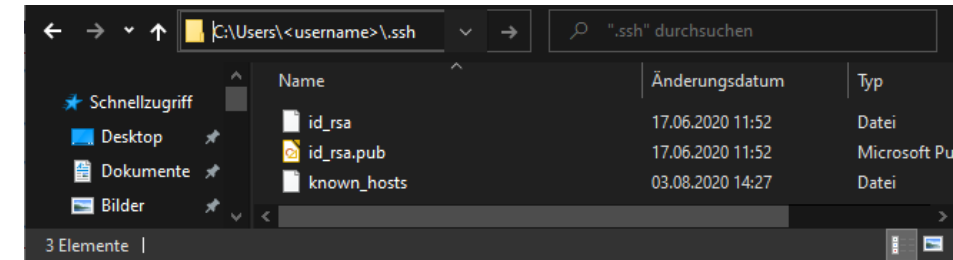 C:\Users\<username>\.ssh
".ssh" durchsuchen
Name Änderungsdatum Typ
Schnellzugriff
Desktop
Dokumente
Bilder
id_rsa 17.06.2020 11:52 Datei
id_rsa.pub 17.06.2020 11:52 Microsoft Pu
known_hosts 03.08.2020 14:27 Datei
3 Elemente